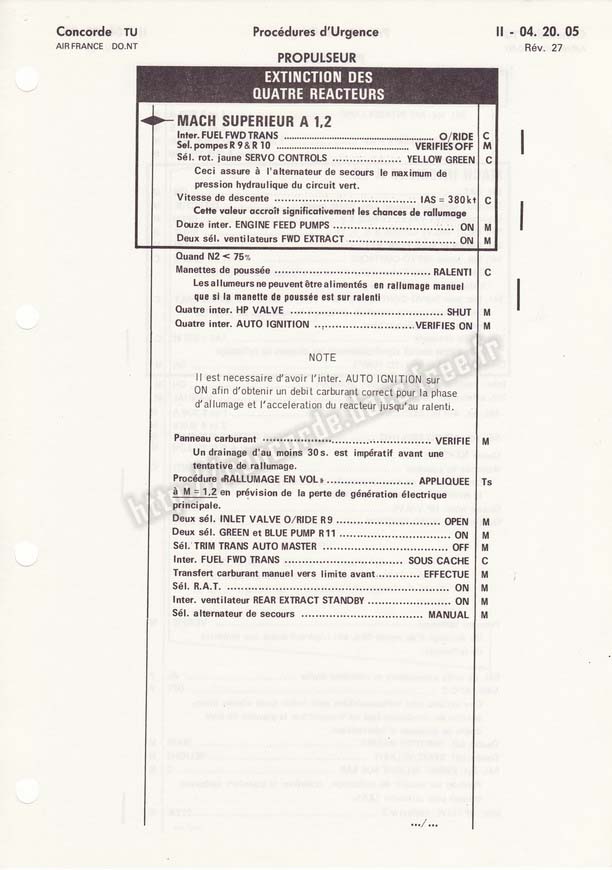 Concorde TU Procédures d'Urgence II - 04. 20. 05
AIR FRANCE DO.NT Rév. 27
PROPULSEUR
EXTINCTION DES
QUATRE REACTEURS
MACH SUPERIEUR A 1,2
Inter. FUEL FWD TRANS ........ O/RIDE C
Sel. pompes R 9 & R 10 ........ VERIFIES OFF M
Sél. rot. jaune SERVO CONTROLS ........ YELLOW GREEN C
Ceci assure à l'alternateur de secours le maximum de
pression hydraulique du circuit vert.
Vitesse de descente ........ IAS = 380 kt C
Cette valeur accroît significativement les chances de rallumage
Douze inter. ENGINE FEED PUMPS ........ ON M
Deux sél. ventilateurs FWD EXTRACT ........ ON M
Quand N2 < 75%
Manettes de poussée ........ RALENTI C
Les allumeurs ne peuvent être alimentés en rallumage manuel
que si la manette de poussée est sur ralenti
Quatre inter. HP VALVE ........ SHUT M
Quatre inter. AUTO IGNITION ........ VERIFIES ON M
NOTE
Il est necessaire d'avoir l'inter. AUTO IGNITION sur
ON afin d'obtenir un debit carburant correct pour la phase
d'allumage et l'acceleration du reacteur jusqu'au ralenti.
Panneau carburant ........ VERIFIE M
Un drainage d'au moins 30 s. est impératif avant une
tentative de rallumage.
Procédure «RALLUMAGE EN VOL» ........ APPLIQUEE Ts
à M = 1,2 en prévision de la perte de génération électrique
principale.
Deux sél. INLET VALVE O/RIDE R 9 ........ OPEN M
Deux sél. GREEN et BLUE PUMP R 11 ........ ON M
Sél. TRIM TRANS AUTO MASTER ........ OFF M
Inter. FUEL FWD TRANS ........ SOUS CACHE C
Transfert carburant manuel vers limite avant ........ EFFECTUE M
Sél. R.A.T. ........ ON M
Inter. ventilateur REAR EXTRACT STANDBY ........ ON M
Sél. alternateur de secours ........ MANUAL M
.../...